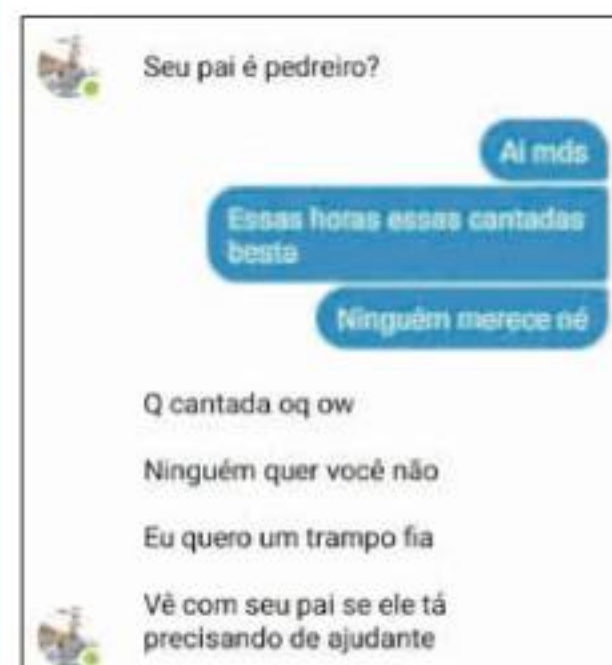 Seu pai é pedreiro?
Ai mds
Essas horas essas cantadas
besta
Ninguém merece né
Q cantada oq ow
Ninguém quer você não
Eu quero um trampo fia
Vê com seu pai se ele tá
precisando de ajudante